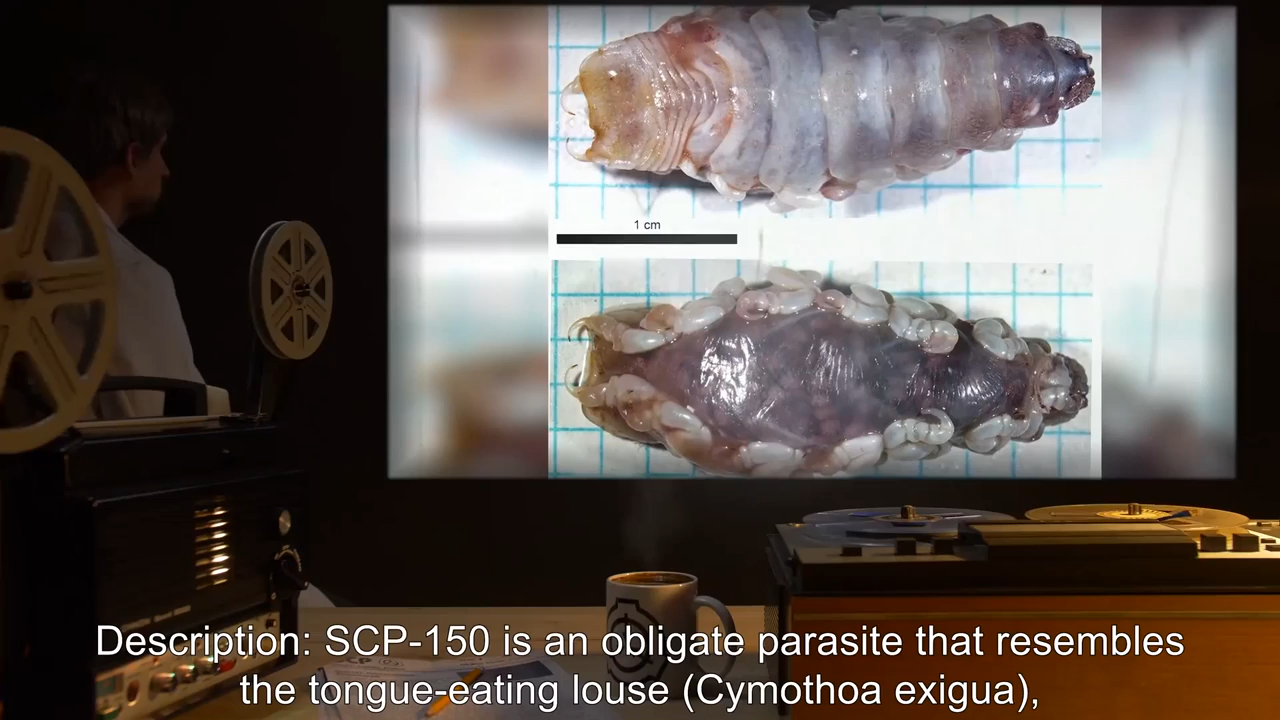 1 cm
Description: SCP-150 is an obligate parasite that resembles
the tongue-eating louse (Cymothoa exigua),